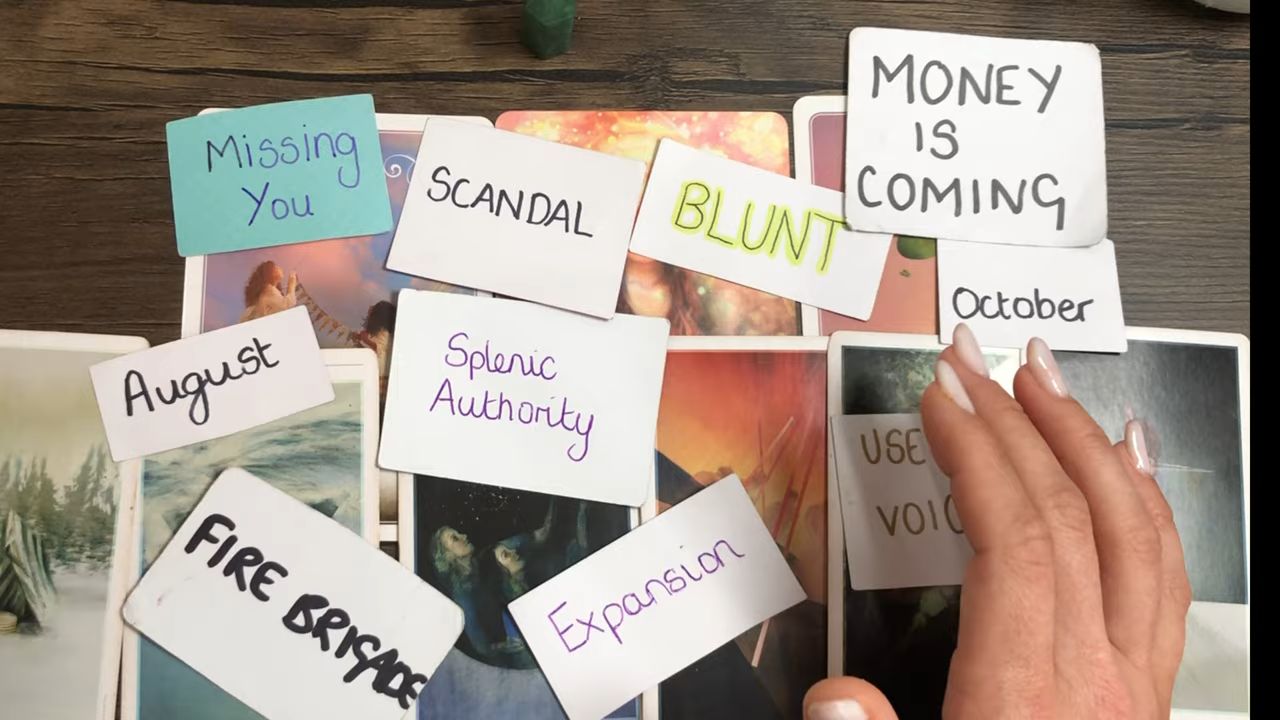 Missing
You
SCANDAL
BLUNT
MONEY
IS
COMING
October
August
Splenic
Authority
USE
FIRE BRIGADE
Expansion